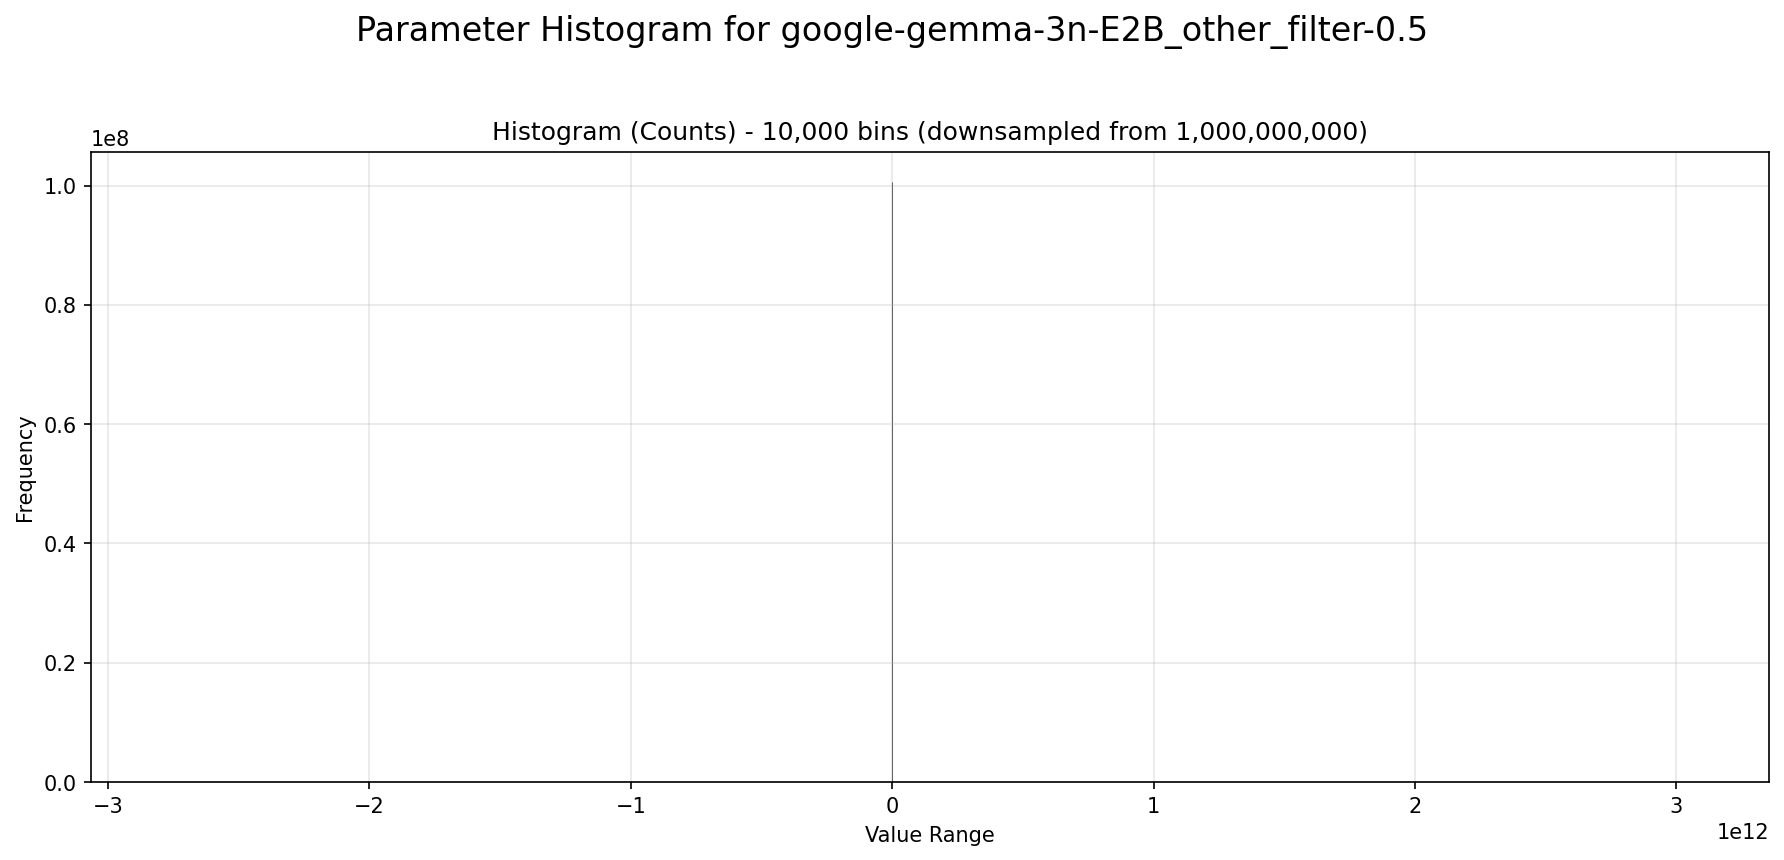 Parameter Histogram for google-gemma-3n-E2B_other_filter-0.5
Histogram (Counts) - 10,000 bins (downsampled from 1,000,000,000)
1e8
1.0
0.8
0.6
0.4
0.2
0.0
Frequency
−3 −2 −1 0 1 2 3
1e12
Value Range